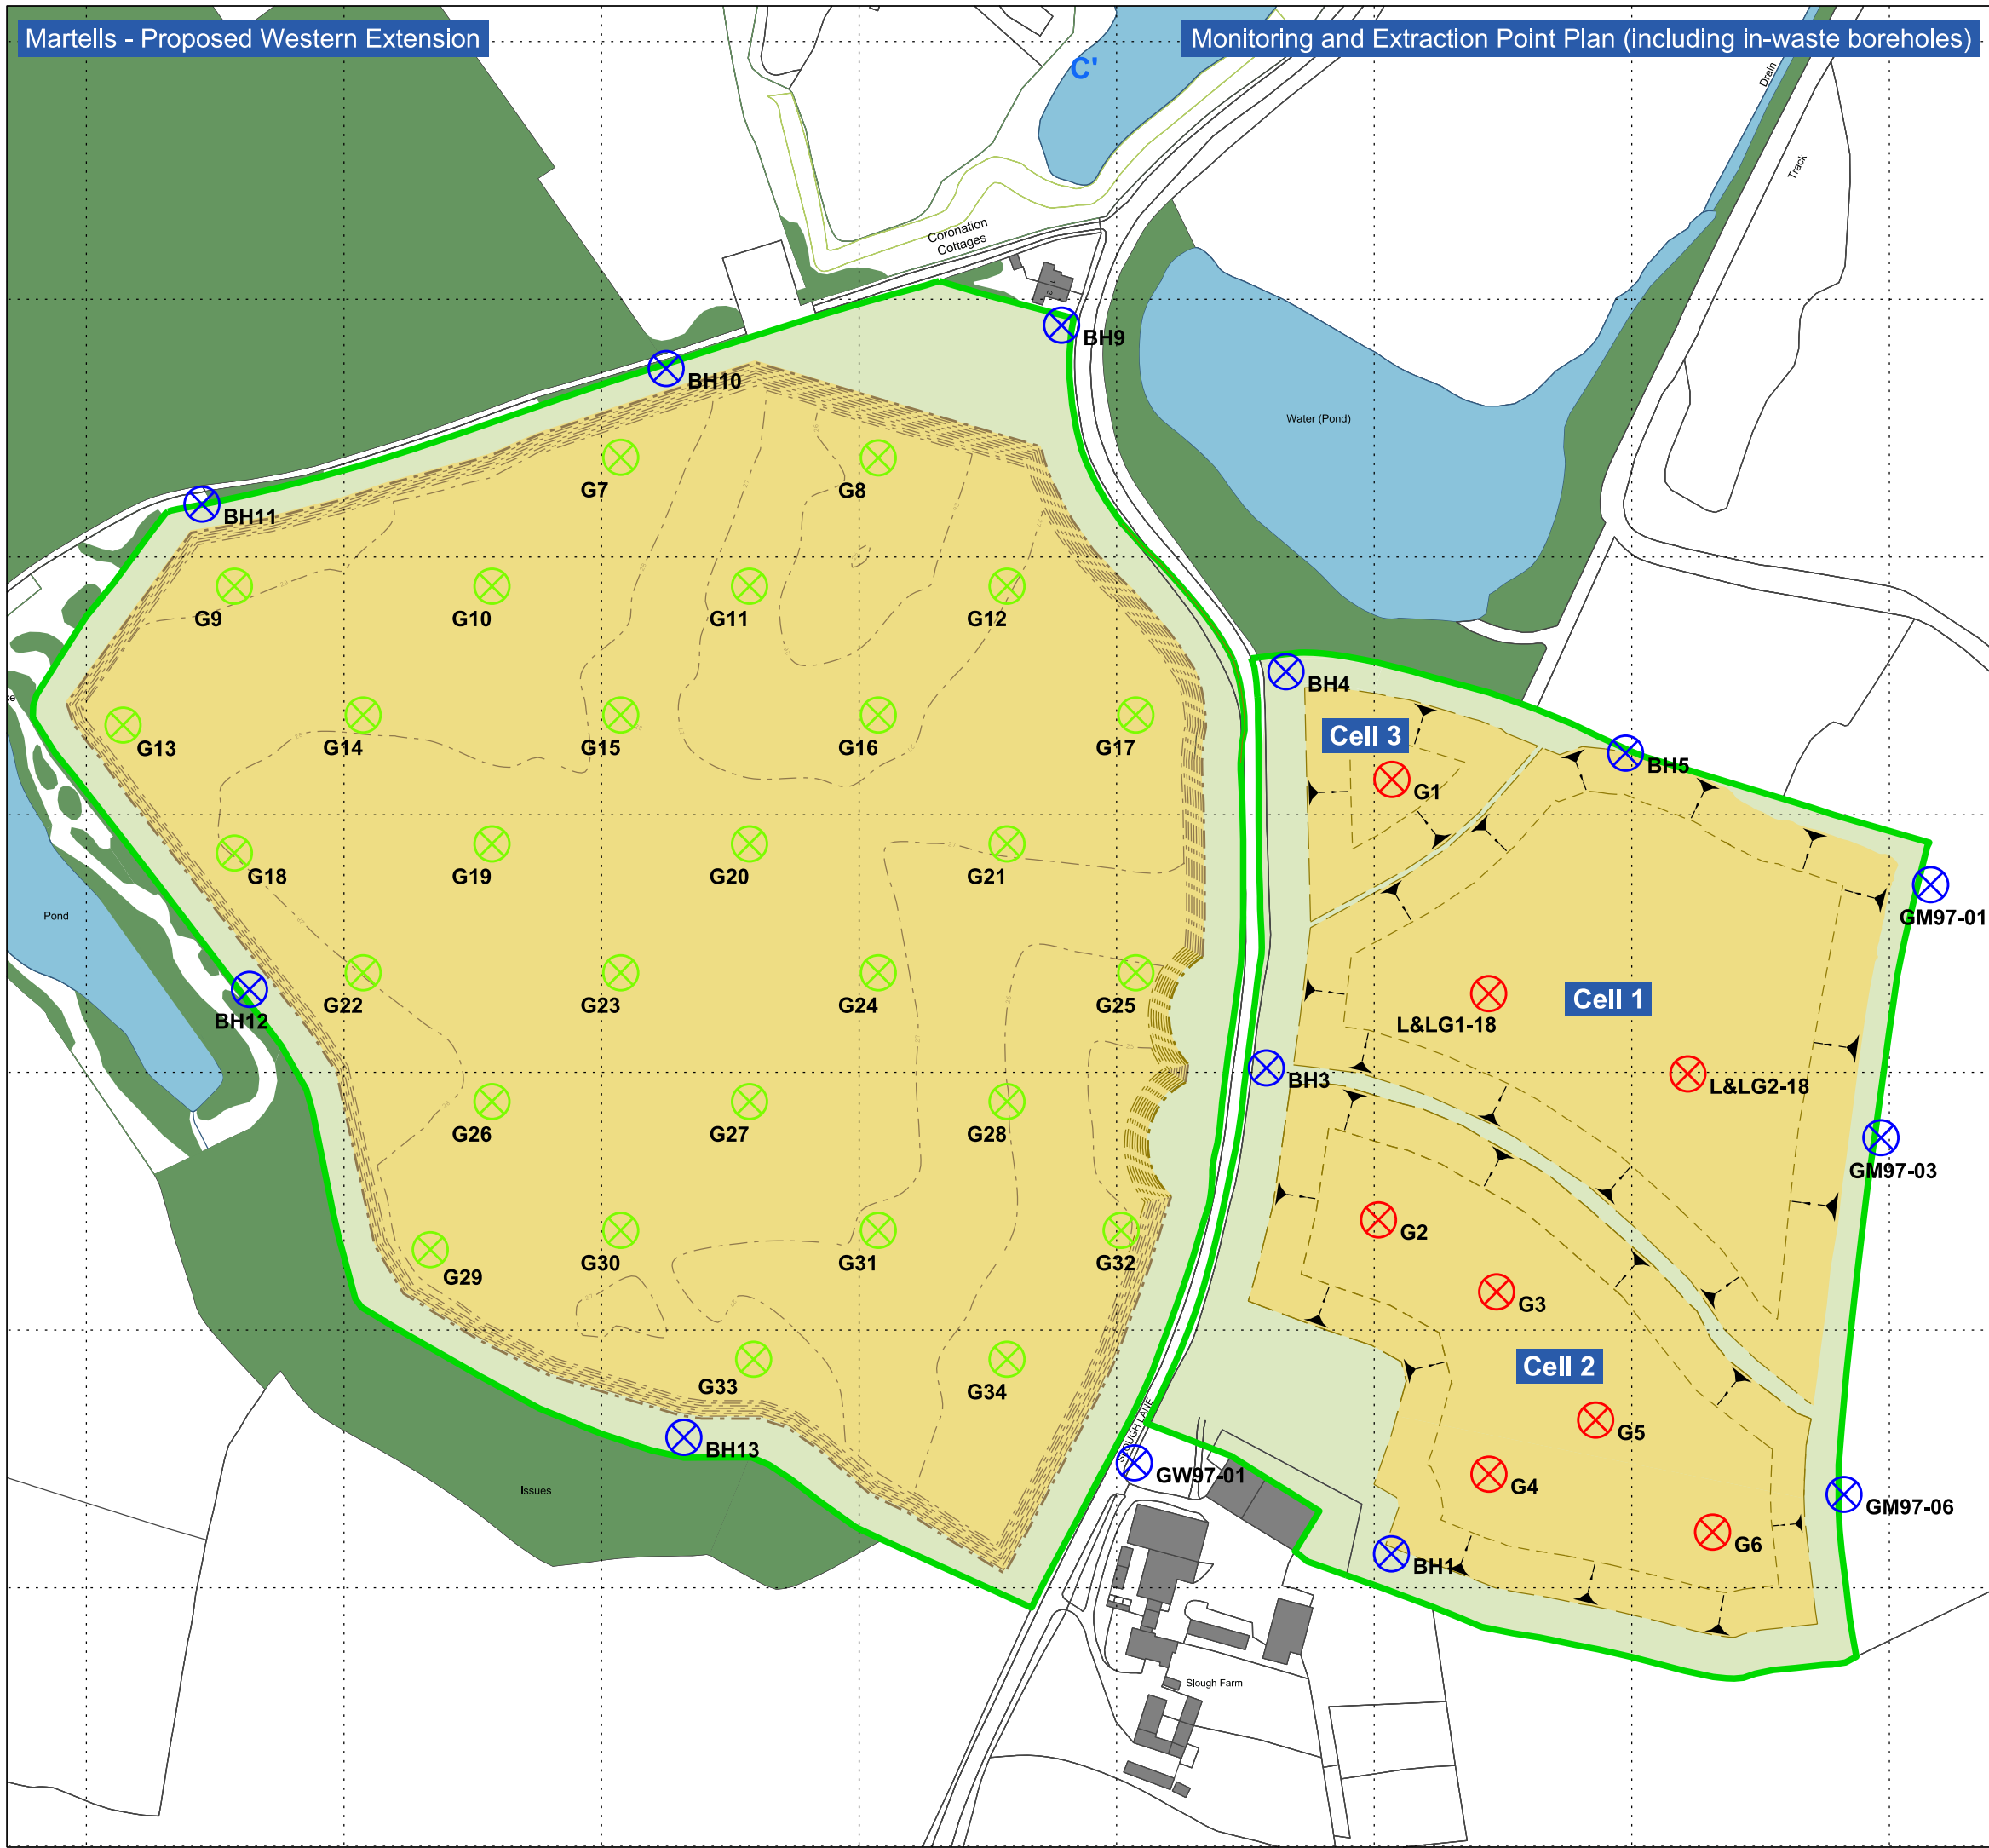 Martells - Proposed Western Extension
Monitoring and Extraction Point Plan (including in-waste boreholes)
C'
Drain
Track
Coronation
Cottages
1
2
BH9
BH10
Water (Pond)
G7
G8
BH11
G9
G10
G11
G12
BH4
G13
G14
G15
G16
G17
Cell 3
BH5
G1
G18
G19
G20
G21
Pond
GM97-01
G22
G23
G24
G25
Cell 1
BH12
L&LG1-18
BH3
L&LG2-18
G26
G27
G28
GM97-03
G2
G29
G30
G31
G32
G3
Cell 2
G33
G34
SLOUGH LANE
G5
BH13
GW97-01
G4
Issues
GM97-06
G6
BH1
Slough Farm